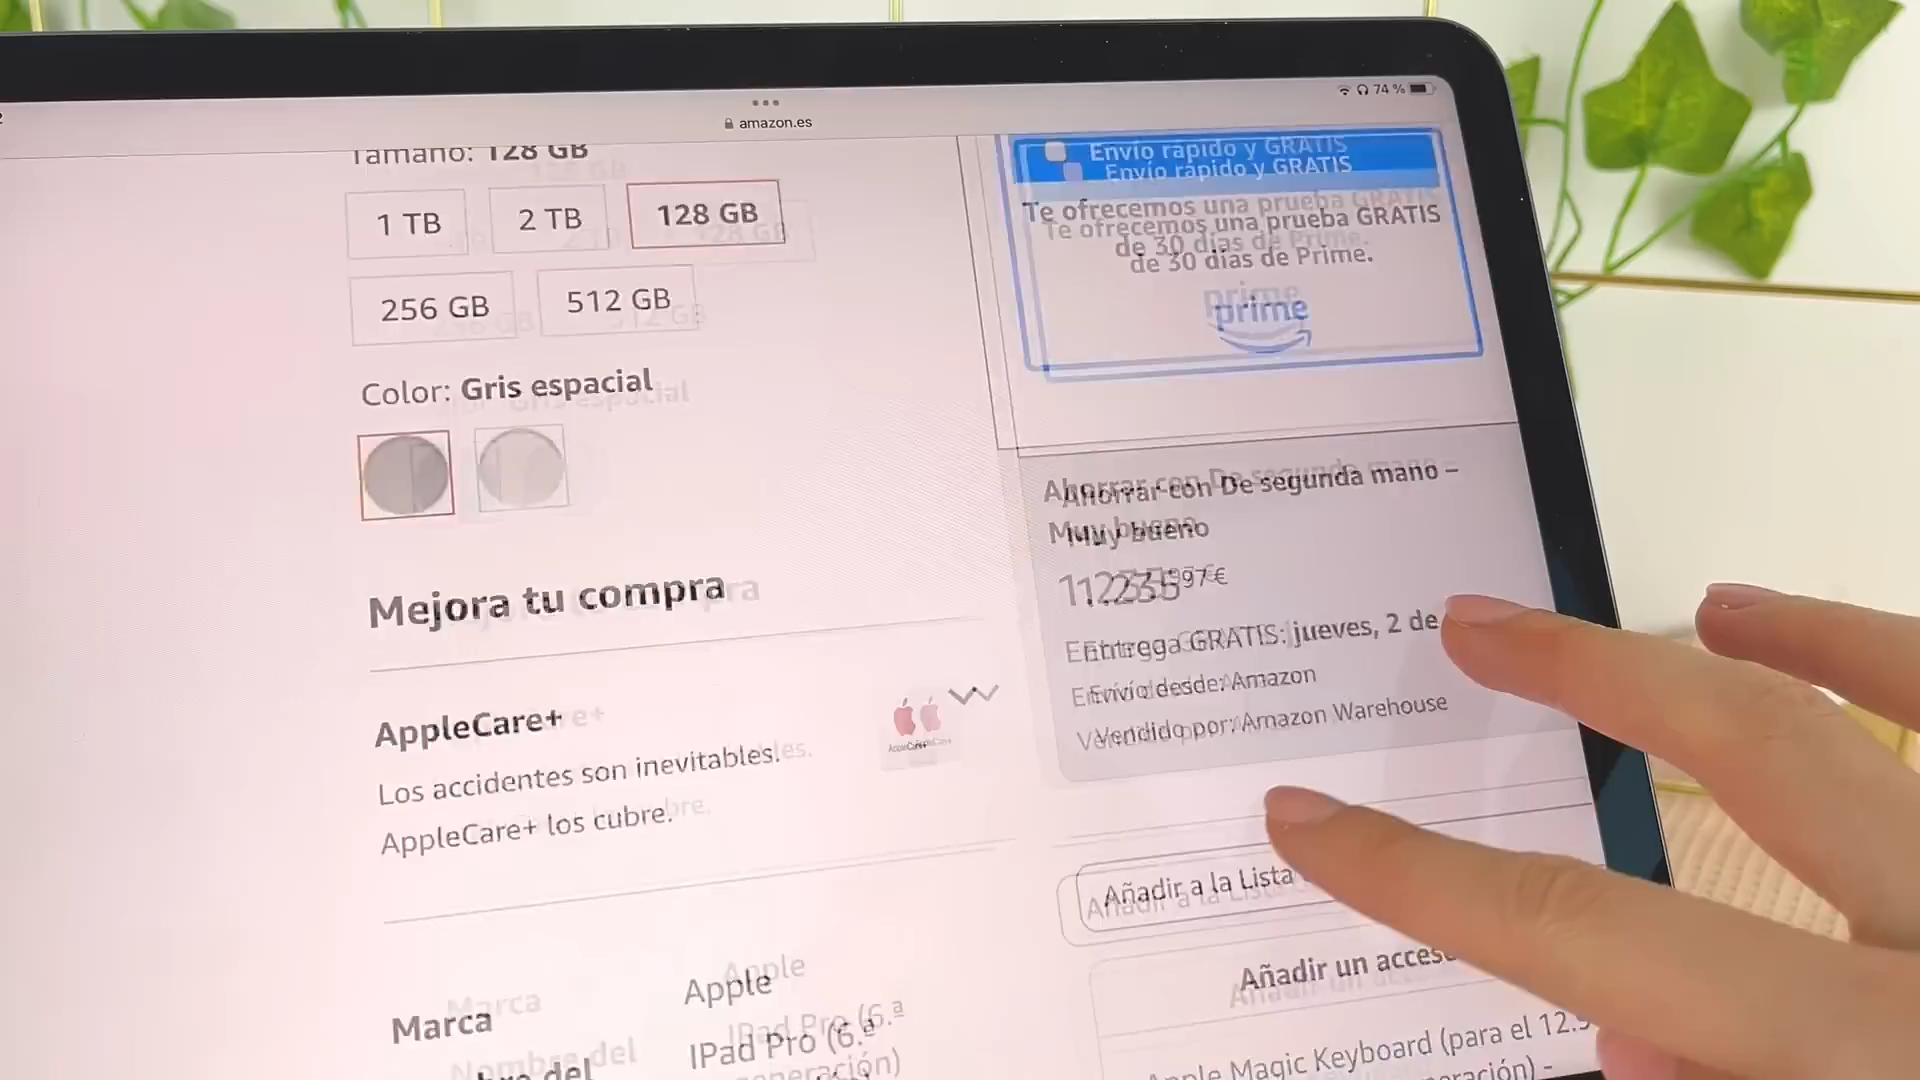 74 %
amazon.es
Tamaño: 128 GB
1 TB
2 TB
128 GB
256 GB
512 GB
Color: Gris espacial
Mejora tu compra
AppleCare+
Los accidentes son inevitables.
AppleCare+ los cubre.
AppleCare+
Marca
Apple
IPad Pro (6.ª
Envío rápido y GRATIS
Te ofrecemos una prueba GRATIS
de 30 días de Prime.
prime
Ahorrar con De segunda mano –
Muy bueno
97€
Entrega GRATIS: jueves, 2 de
Envío desde: Amazon
Vendido por: Amazon Warehouse
Añadir a la Lista
Añadir un acces
Apple Magic Keyboard (para el 12.9